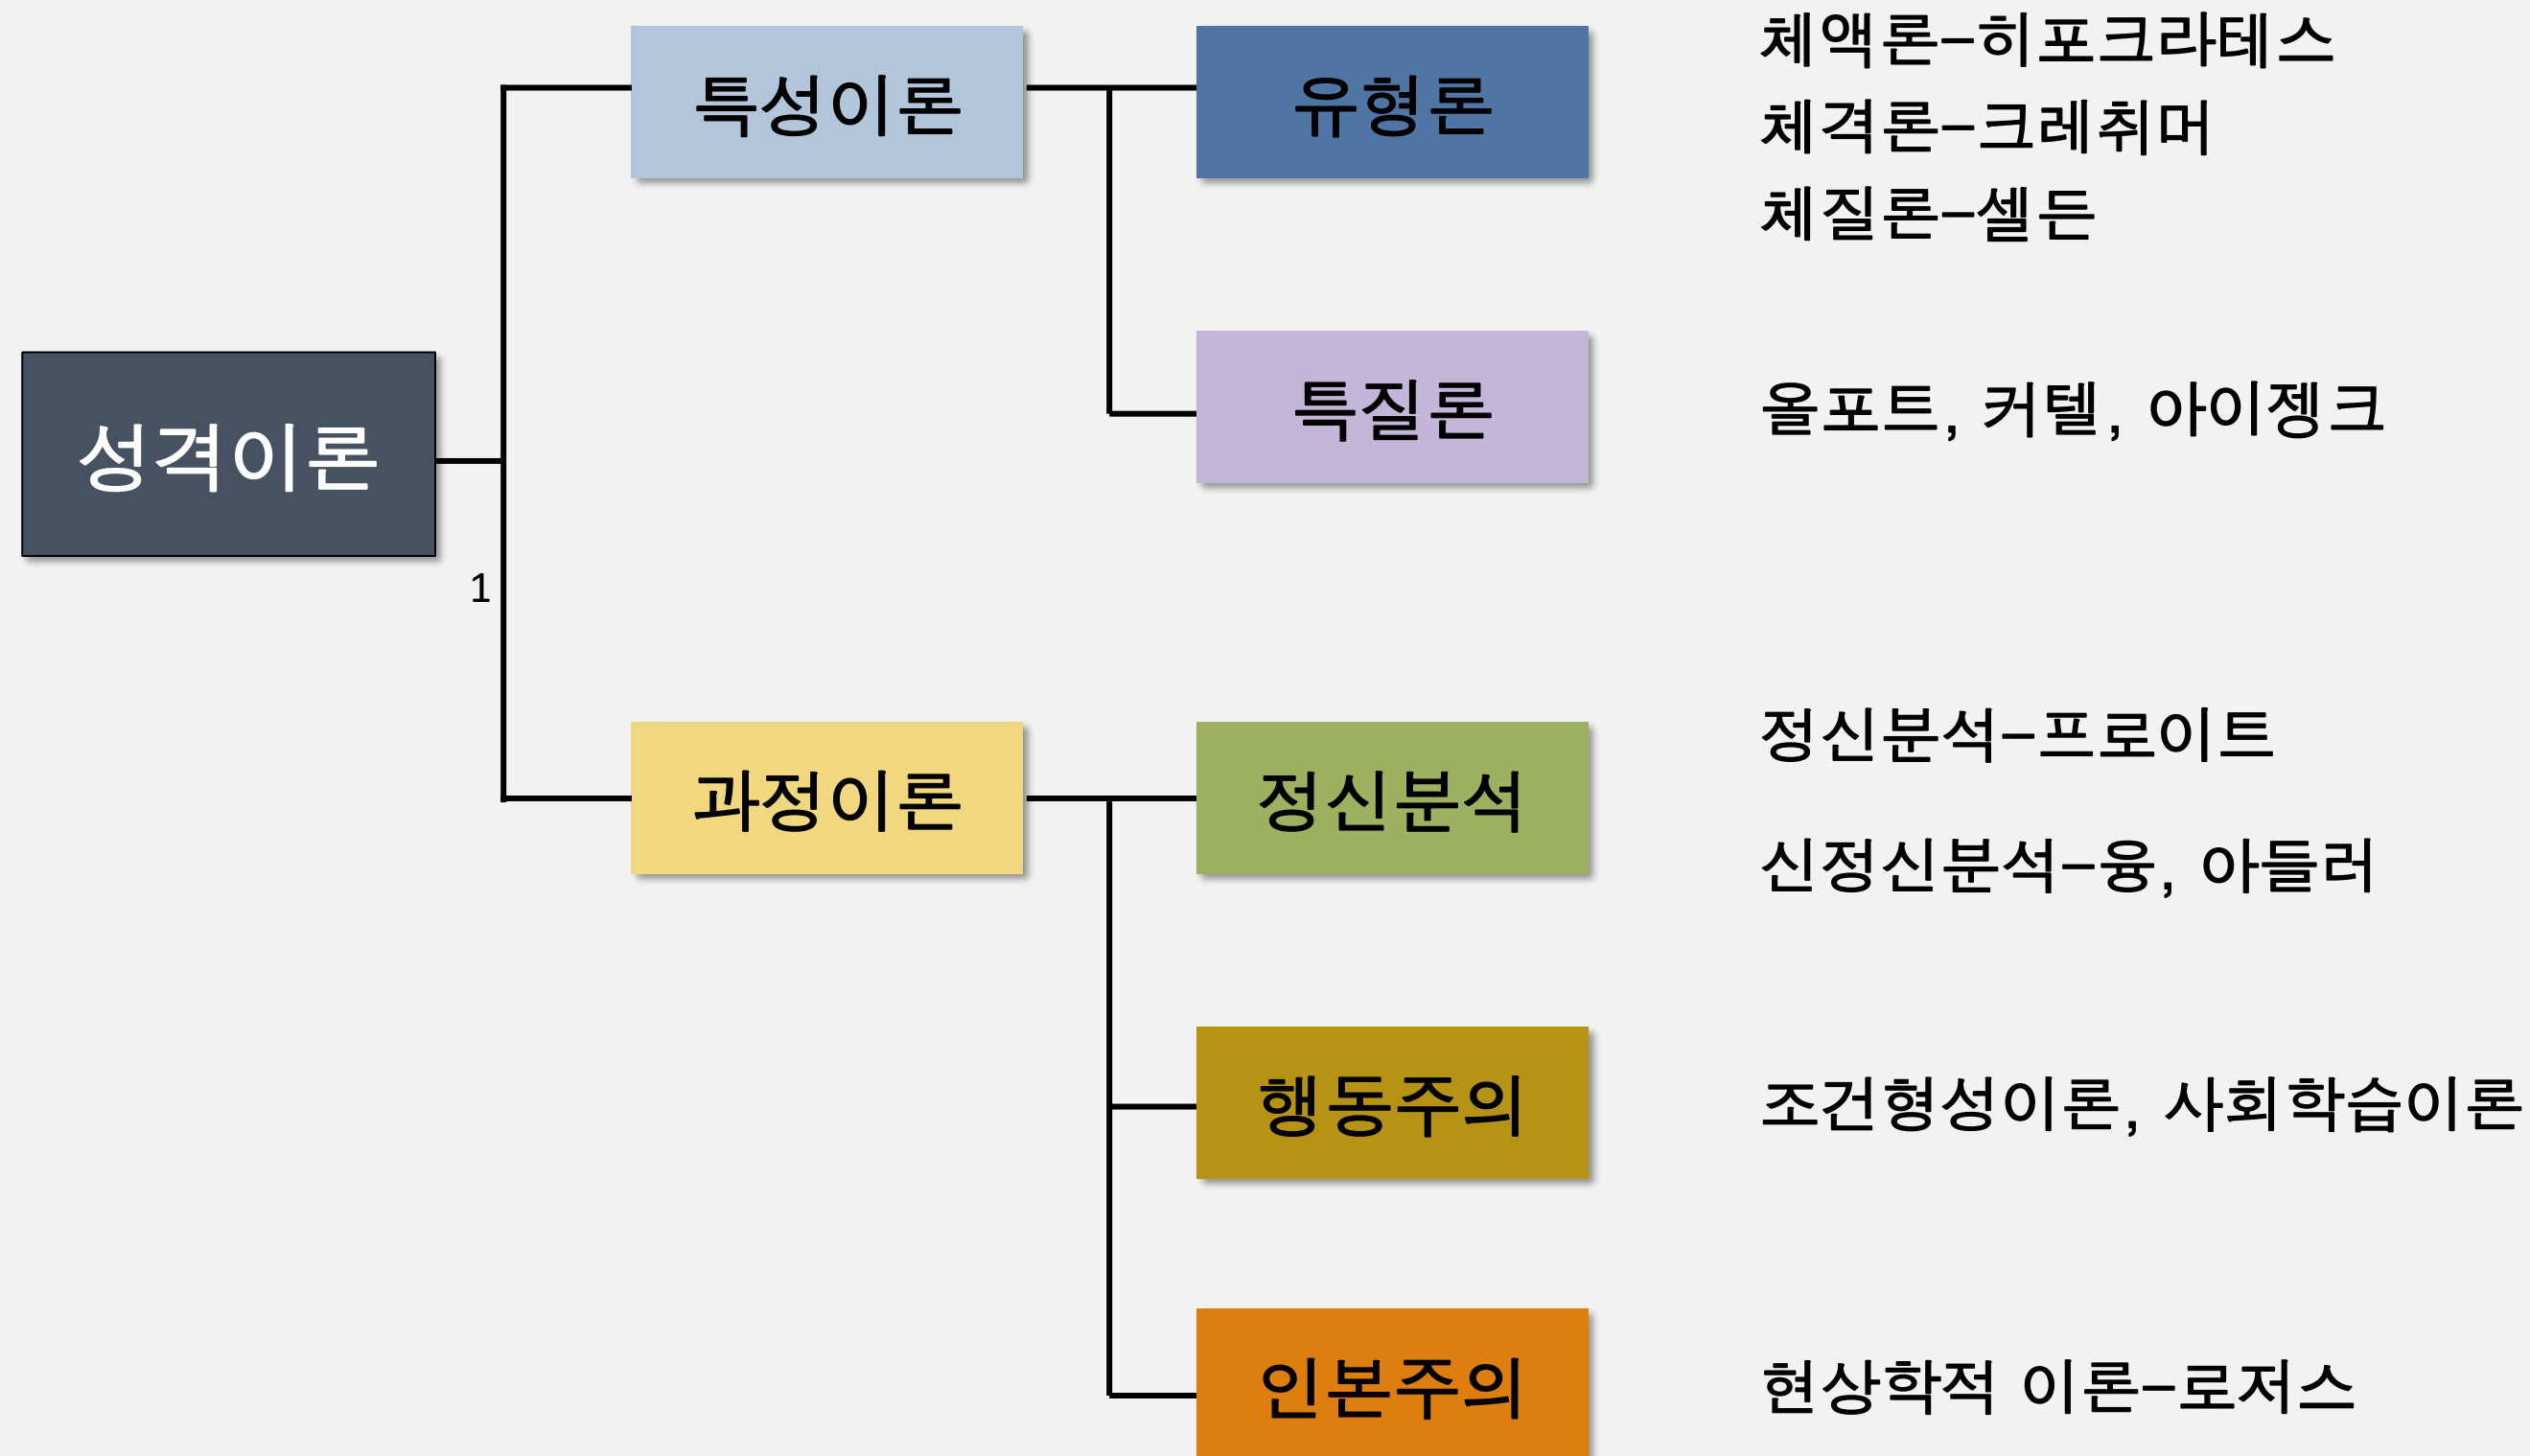 체액론–히포크라테스
특성이론 유형론
체격론–크레취머
체질론–셀든
특질론 올포트, 커텔, 아이젱크
성격이론
1
정신분석–프로이트
과정이론 정신분석
신정신분석–융, 아들러
행동주의 조건형성이론, 사회학습이론
인본주의 현상학적 이론–로저스